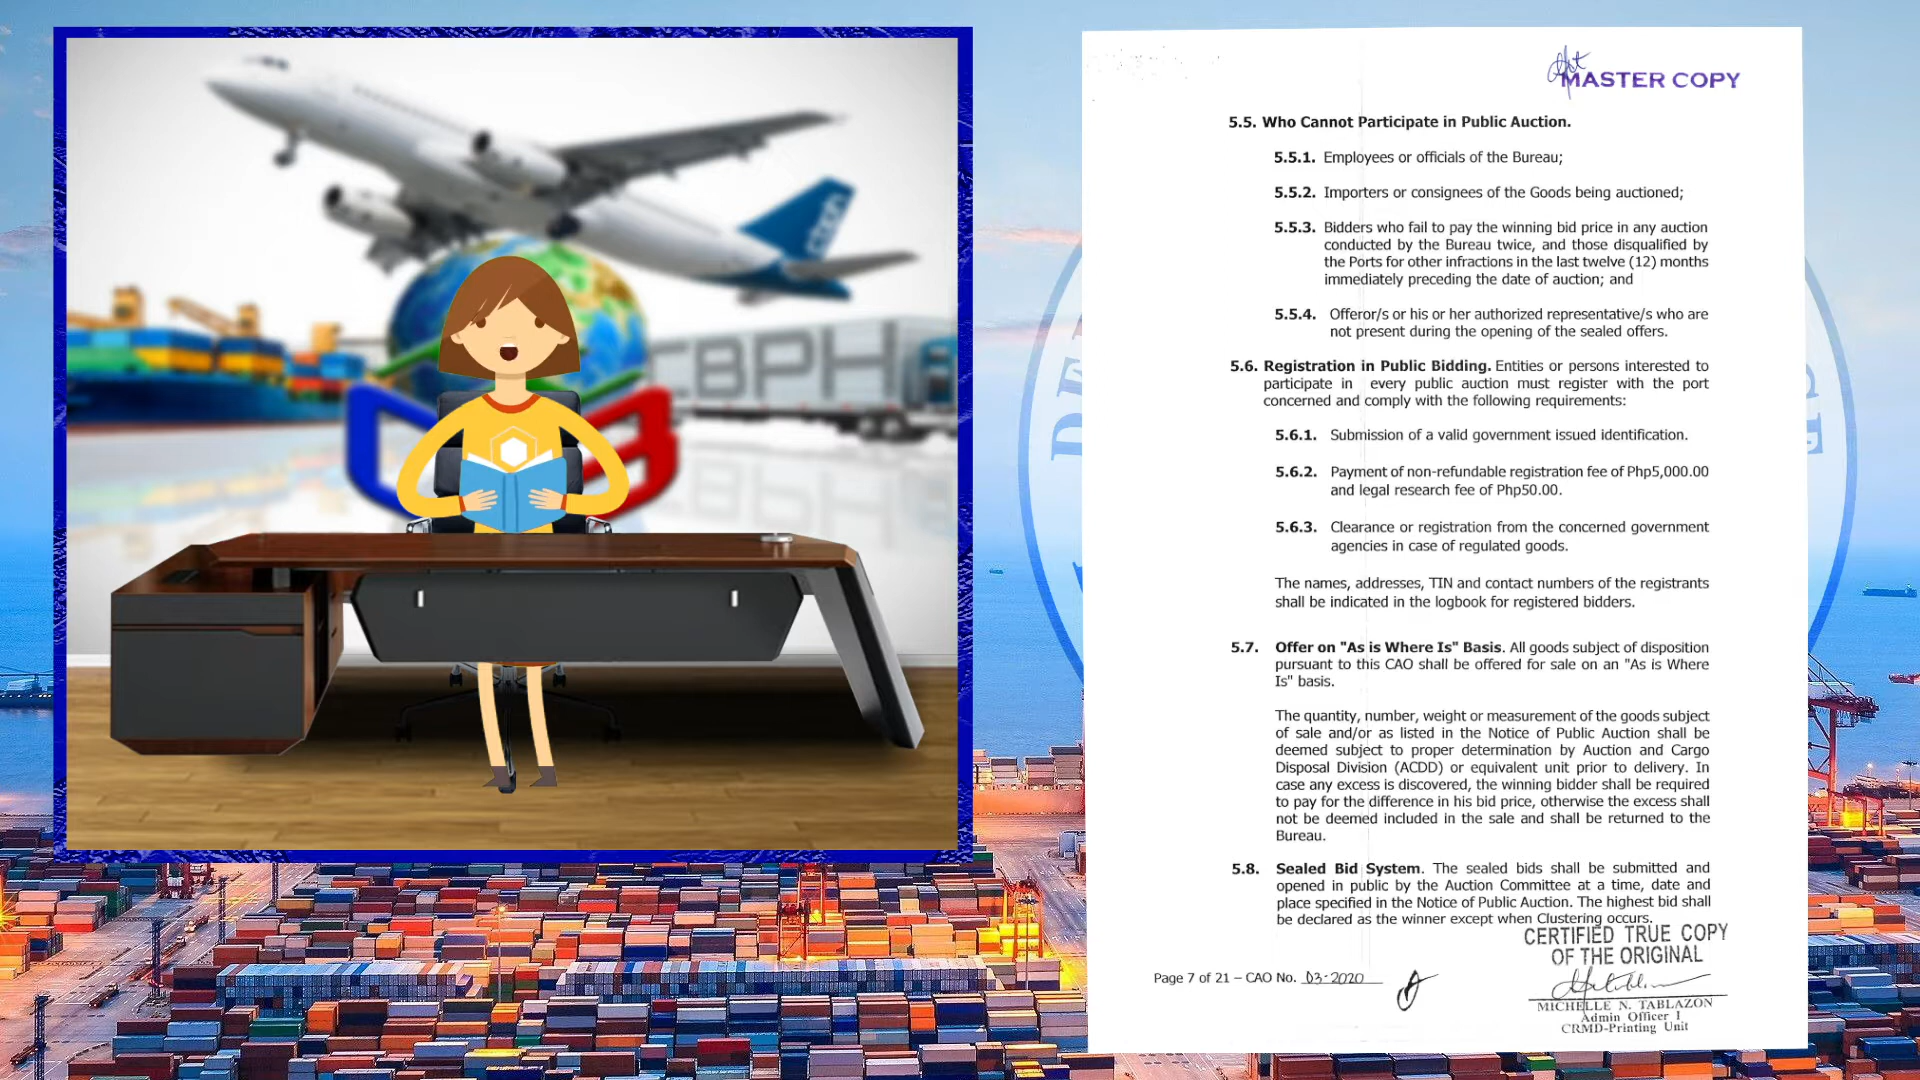 CBPH
MASTER COPY
5.5. Who Cannot Participate in Public Auction.
5.5.1. Employees or officials of the Bureau;
5.5.2. Importers or consignees of the Goods being auctioned;
5.5.3. Bidders who fail to pay the winning bid price in any auction
conducted by the Bureau twice, and those disqualified by
the Ports for other infractions in the last twelve (12) months
immediately preceding the date of auction; and
5.5.4. Offeror/s or his or her authorized representative/s who are
not present during the opening of the sealed offers.
5.6. Registration in Public Bidding. Entities or persons interested to
participate in every public auction must register with the port
concerned and comply with the following requirements:
5.6.1. Submission of a valid government issued identification.
5.6.2. Payment of non-refundable registration fee of Php5,000.00
and legal research fee of Php50.00.
5.6.3. Clearance or registration from the concerned government
agencies in case of regulated goods.
The names, addresses, TIN and contact numbers of the registrants
shall be indicated in the logbook for registered bidders.
5.7. Offer on "As is Where Is" Basis. All goods subject of disposition
pursuant to this CAO shall be offered for sale on an "As is Where
Is" basis.
The quantity, number, weight or measurement of the goods subject
of sale and/or as listed in the Notice of Public Auction shall be
deemed subject to proper determination by Auction and Cargo
Disposal Division (ACDD) or equivalent unit prior to delivery. In
case any excess is discovered, the winning bidder shall be required
to pay for the difference in his bid price, otherwise the excess shall
not be deemed included in the sale and shall be returned to the
Bureau.
5.8. Sealed Bid System. The sealed bids shall be submitted and
opened in public by the Auction Committee at a time, date and
place specified in the Notice of Public Auction. The highest bid shall
be declared as the winner except when Clustering occurs.
CERTIFIED TRUE COPY
OF THE ORIGINAL
Page 7 of 21 – CAO No. 03-2020
MICHELLE N. TABLAZON
Admin Officer I
CRMD-Printing Unit